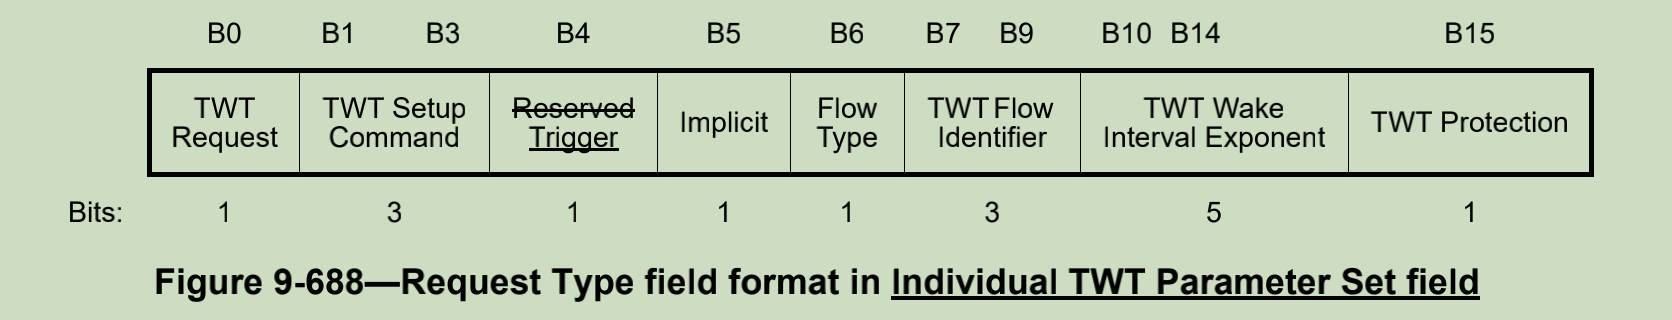 B0 B1 B3 B4 B5 B6 B7 B9 B10 B14 B15
TWT Request TWT Setup Command Reserved Trigger Implicit Flow Type TWT Flow Identifier TWT Wake Interval Exponent TWT Protection
Bits: 1 3 1 1 1 3 5 1
Figure 9-688—Request Type field format in Individual TWT Parameter Set field